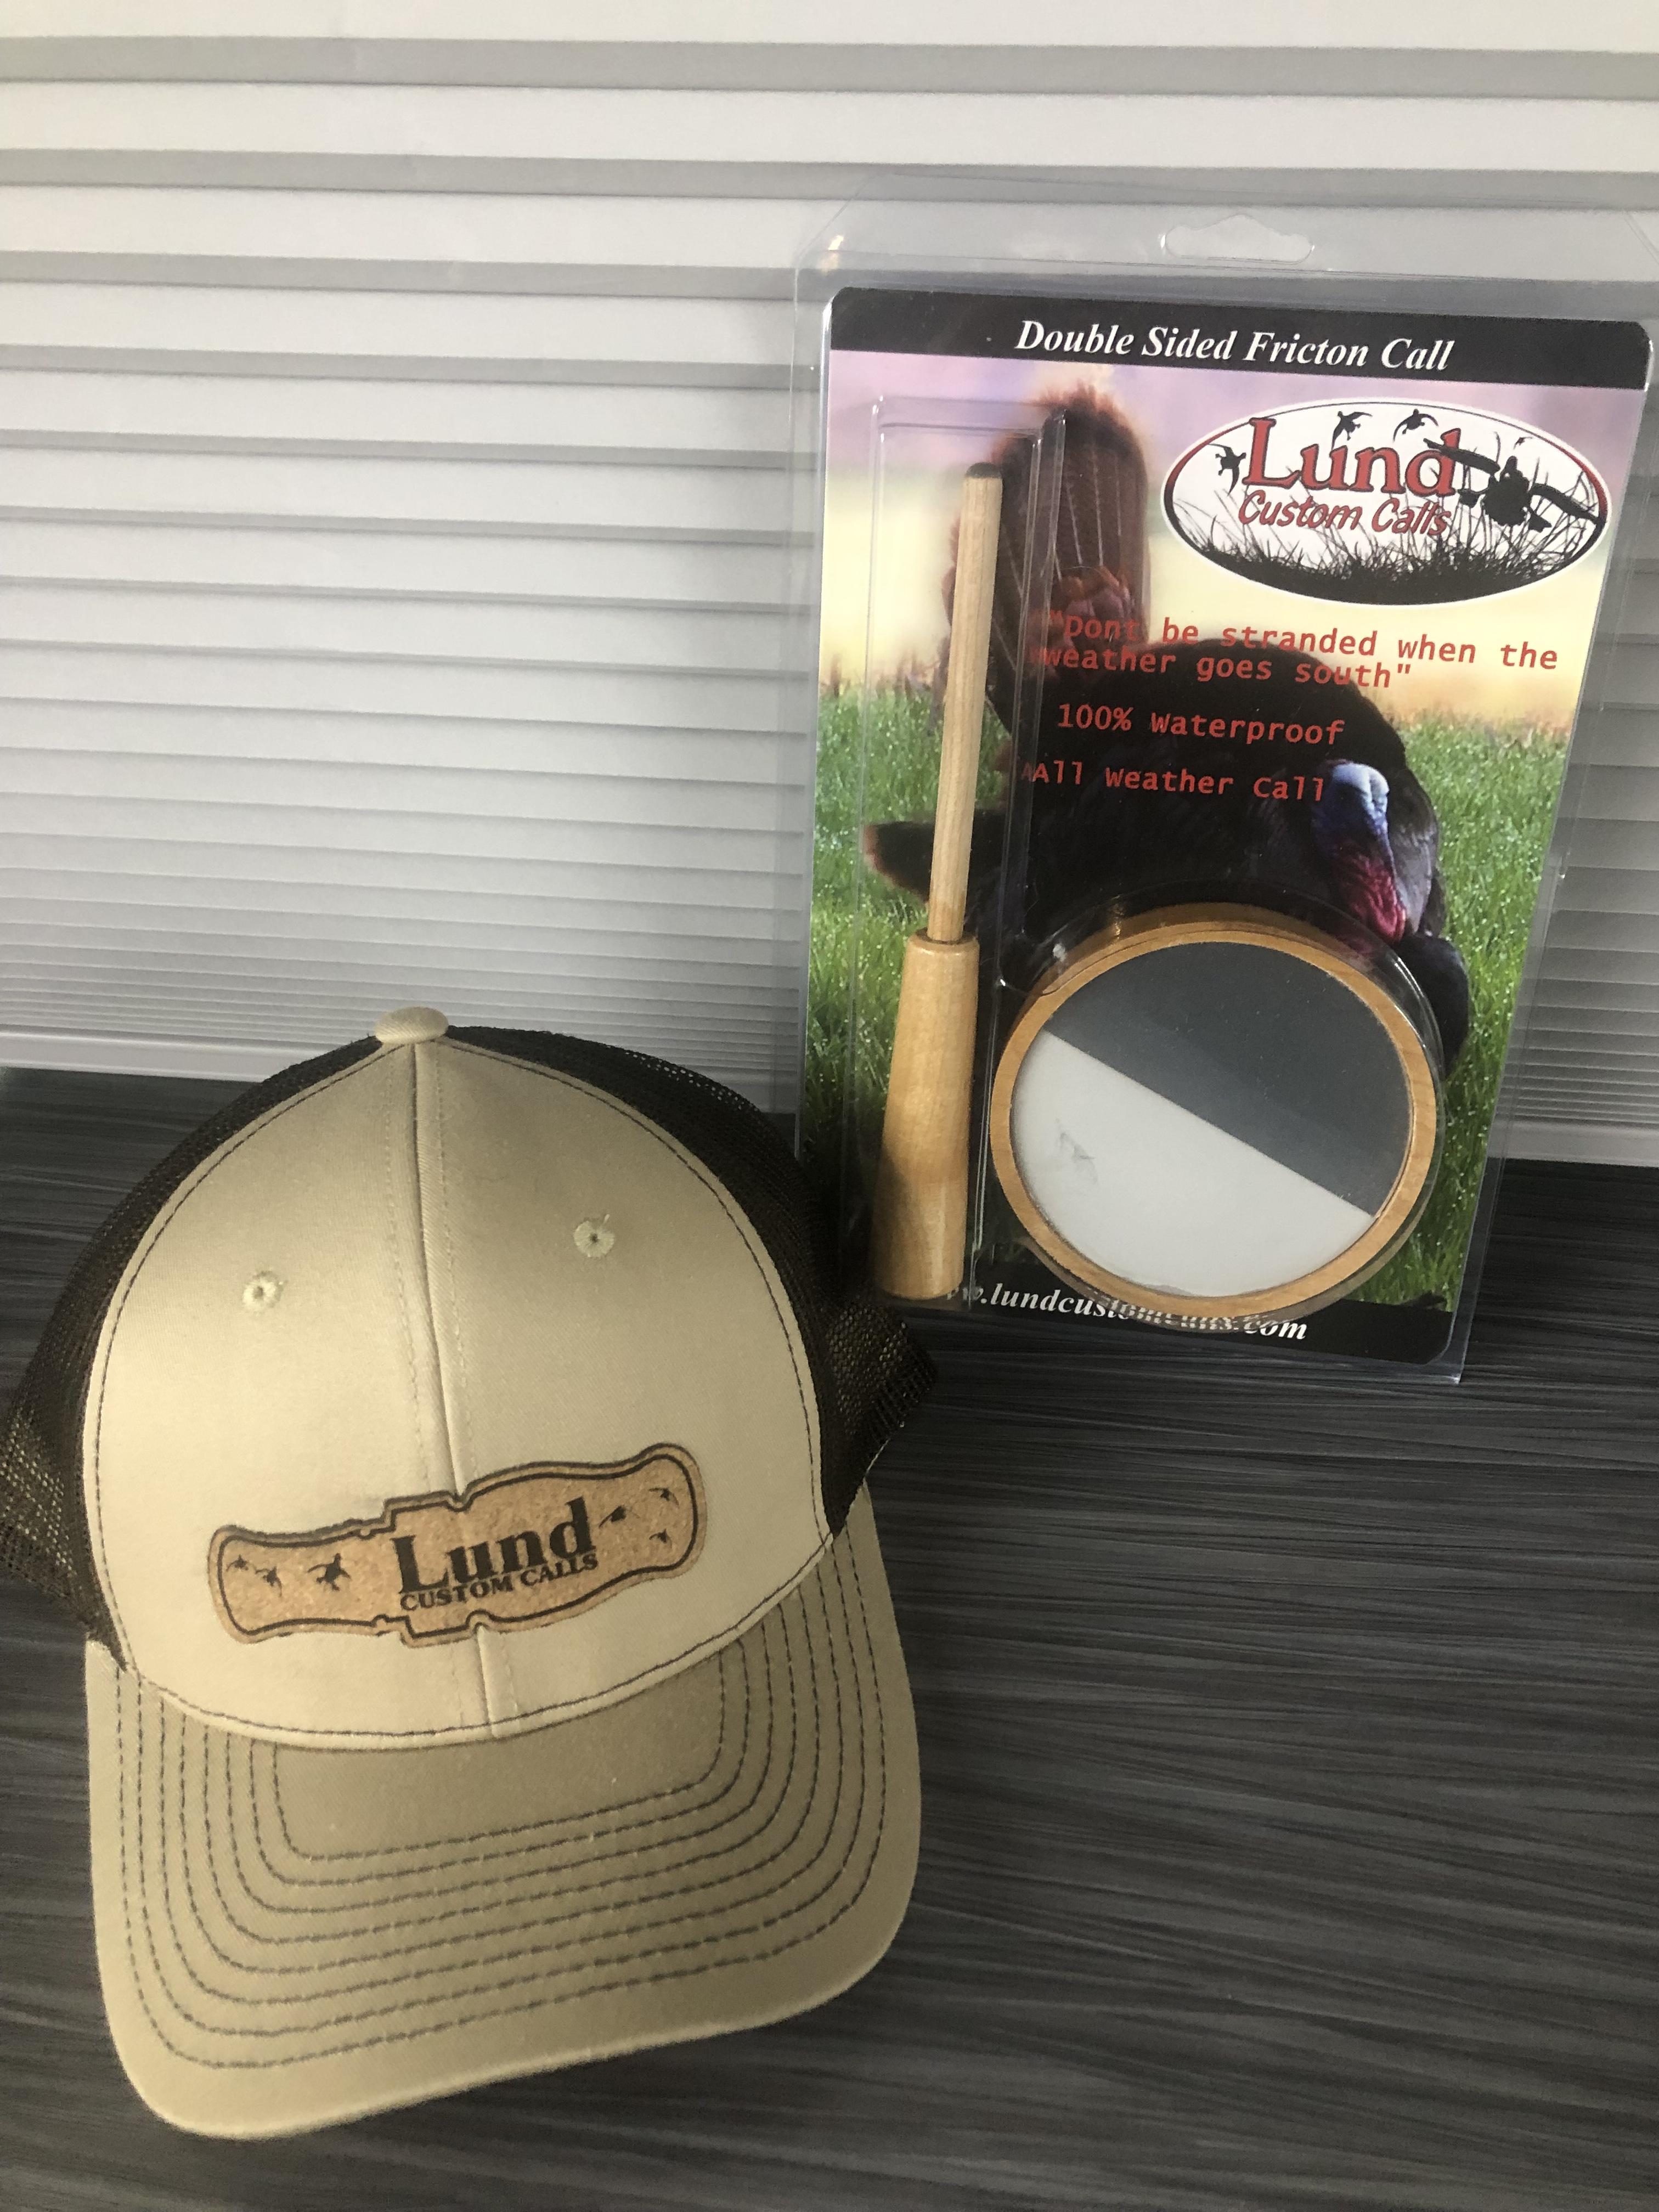 Double Sided Fricton Call
Lund
Custom Calls
"Dont be stranded when the
weather goes south"
100% Waterproof
All Weather Call
Lund
CUSTOM CALLS